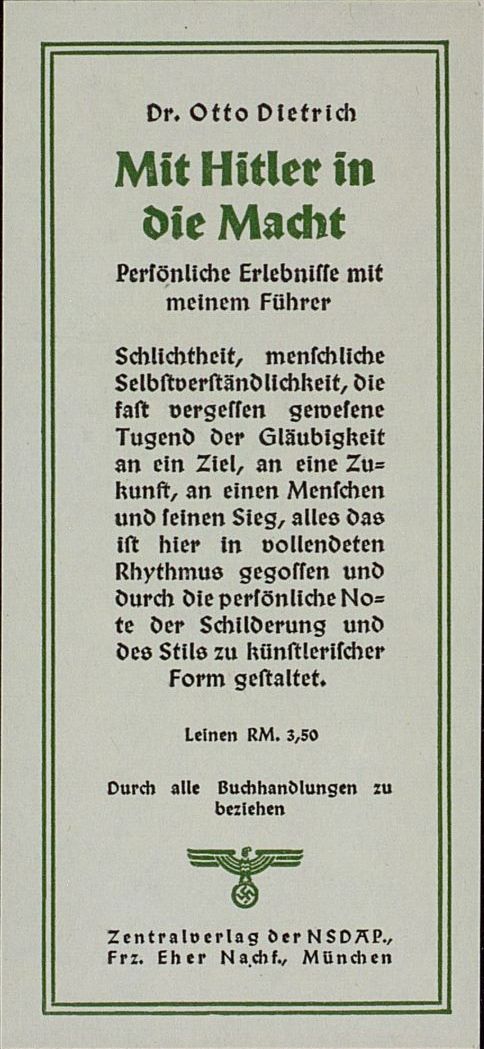 Dr. Otto Dietrich
Mit Hitler in
die Macht
Perſönliche Erlebniſſe mit
meinem Führer
Schlichtheit, menſchliche
Selbſtverſtändlichkeit, die
faſt vergeſſen geweſene
Tugend der Gläubigkeit
an ein Ziel, an eine Zu=
kunft, an einen Menſchen
und ſeinen Sieg, alles das
iſt hier in vollendeten
Rhythmus gegoſſen und
durch die perſönliche No=
te der Schilderung und
des Stils zu künſtleriſcher
Form geſtaltet.
Leinen RM. 3,50
Durch alle Buchhandlungen zu
beziehen
Zentralverlag der NSDAP.,
Frz. Eher Nachf., München